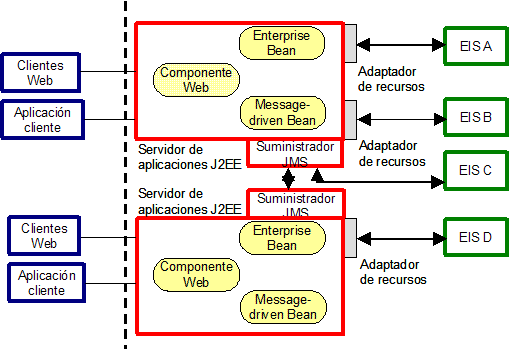 Enterprise
Bean
EIS A
Clientes
Web
Componente
Web
Adaptador
de recursos
Aplicación
cliente
Message-
driven Bean
EIS B
Adaptador
de recursos
Servidor de
aplicaciones J2EE
Suministrador
JMS
EIS C
Servidor de
aplicaciones J2EE
Suministrador
JMS
Clientes
Web
Enterprise
Bean
EIS D
Aplicación
cliente
Componente
Web
Adaptador
de recursos
Message-
driven Bean